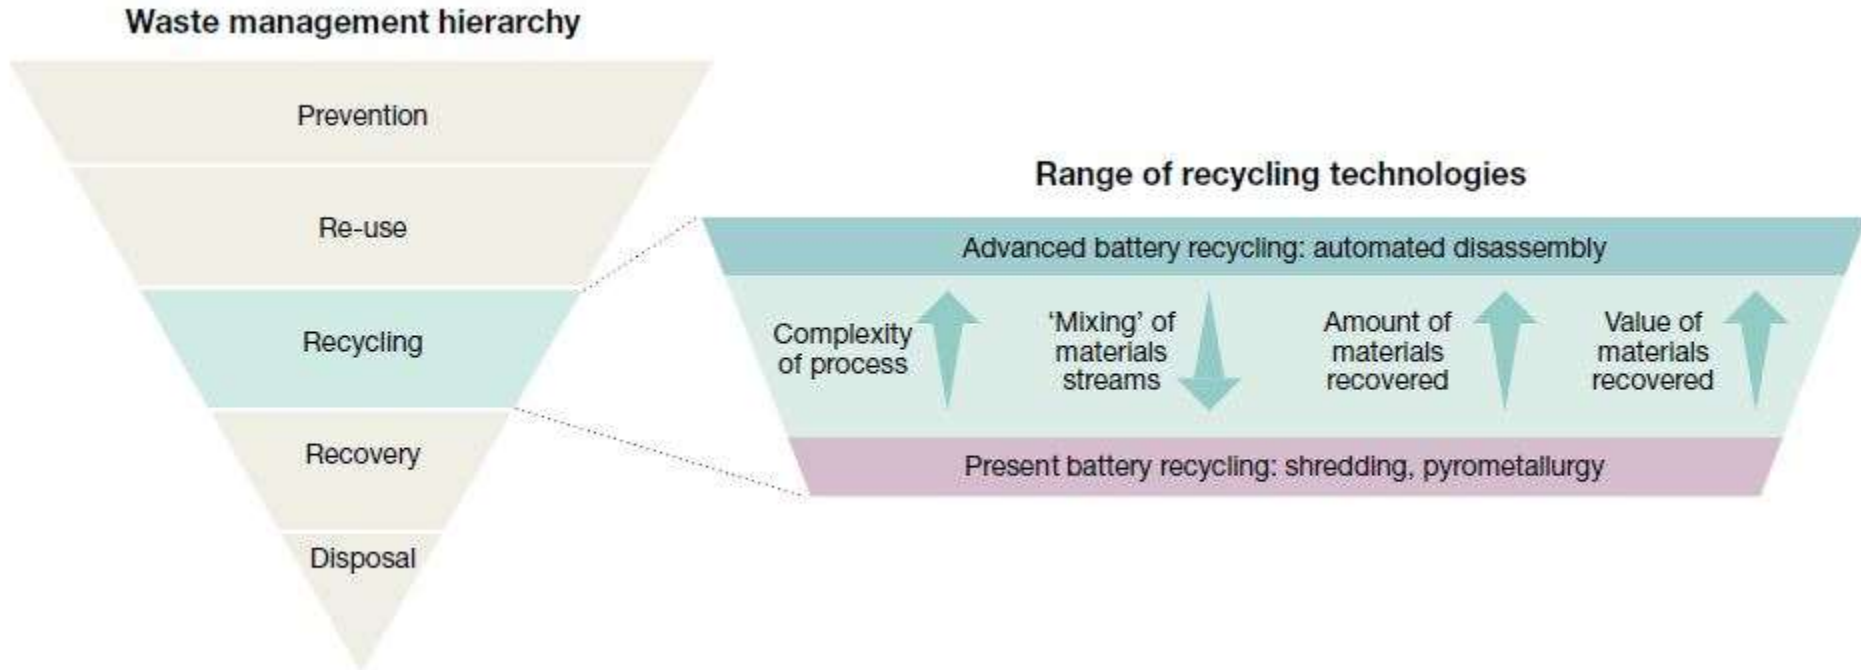 Waste management hierarchy
Prevention
Re-use
Recycling
Recovery
Disposal
Range of recycling technologies
Advanced battery recycling: automated disassembly
Complexity
of process
‘Mixing’ of
materials
streams
Amount of
materials
recovered
Value of
materials
recovered
Present battery recycling: shredding, pyrometallurgy